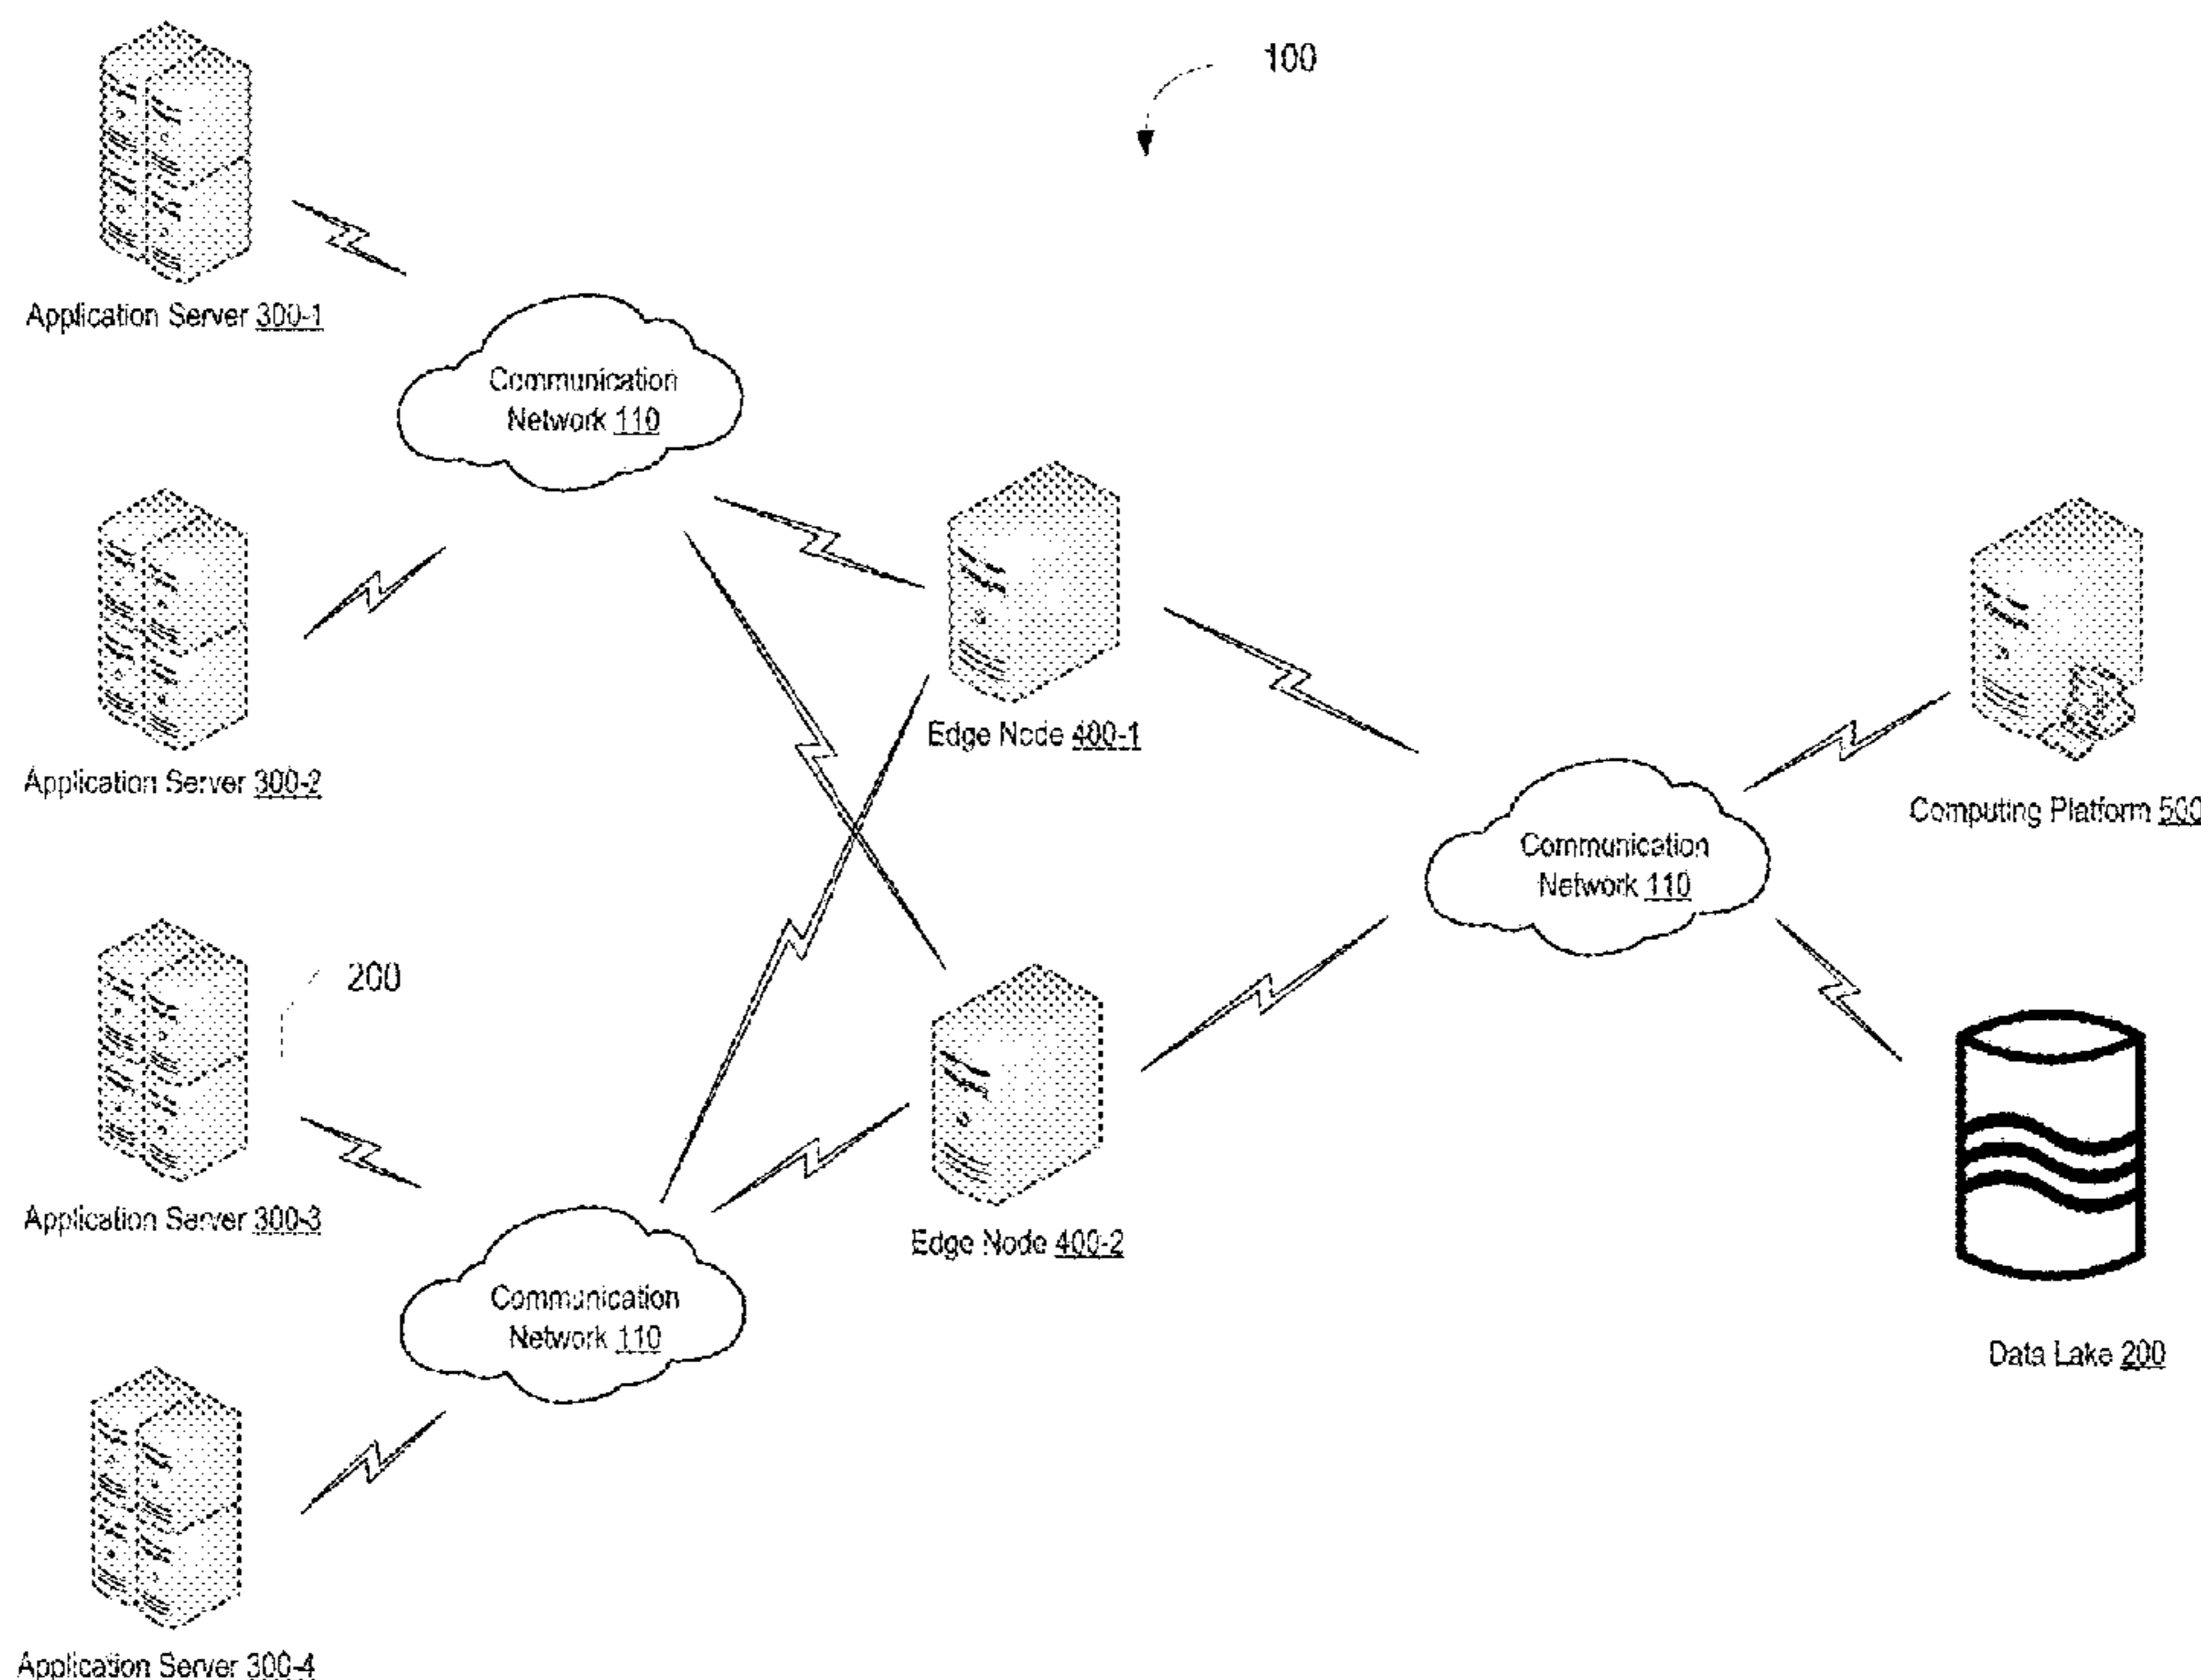 100
Application Server 300-1
Communication
Network 110
Application Server 300-2
Edge Node 400-1
Computing Platform 500
Communication
Network 110
200
Application Server 300-3
Edge Node 400-2
Communication
Network 110
Data Lake 200
Application Server 300-4